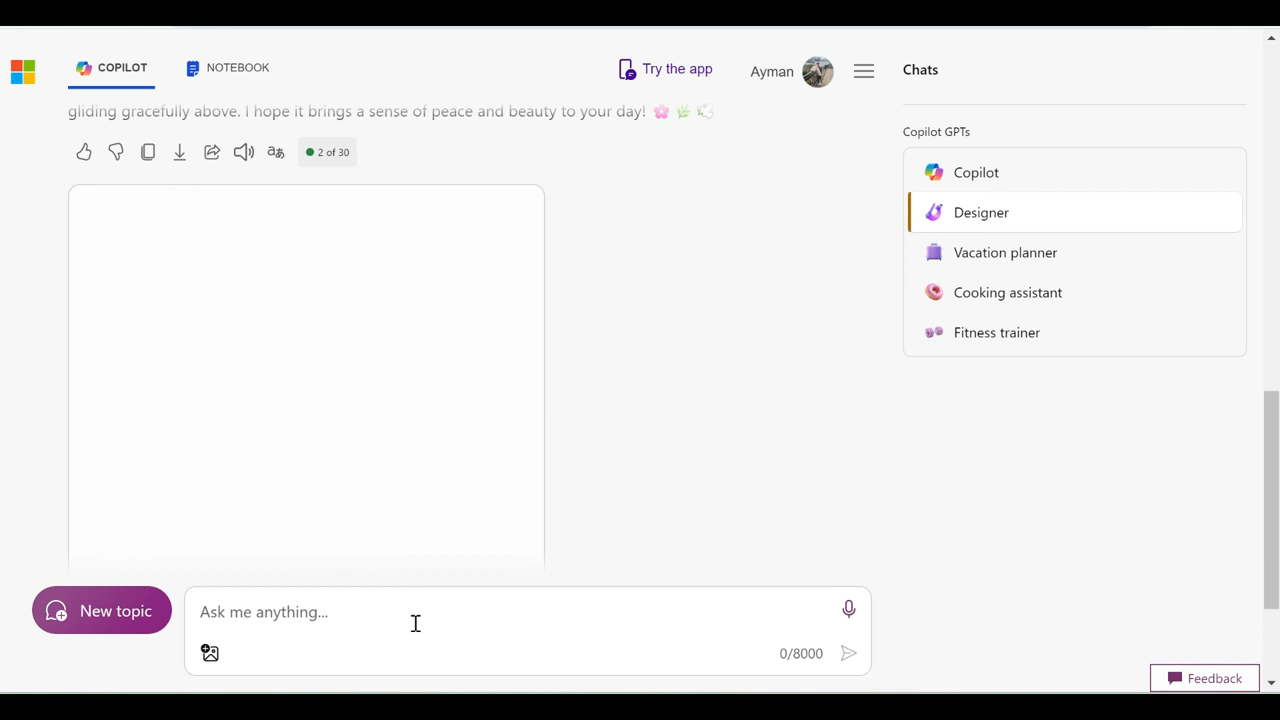 COPILOT
NOTEBOOK
Try the app
Ayman
Chats
gliding gracefully above. I hope it brings a sense of peace and beauty to your day! 🌸 🌿 🕊️
2 of 30
Copilot GPTs
Copilot
Designer
Vacation planner
Cooking assistant
Fitness trainer
New topic
Ask me anything...
0/8000
Feedback